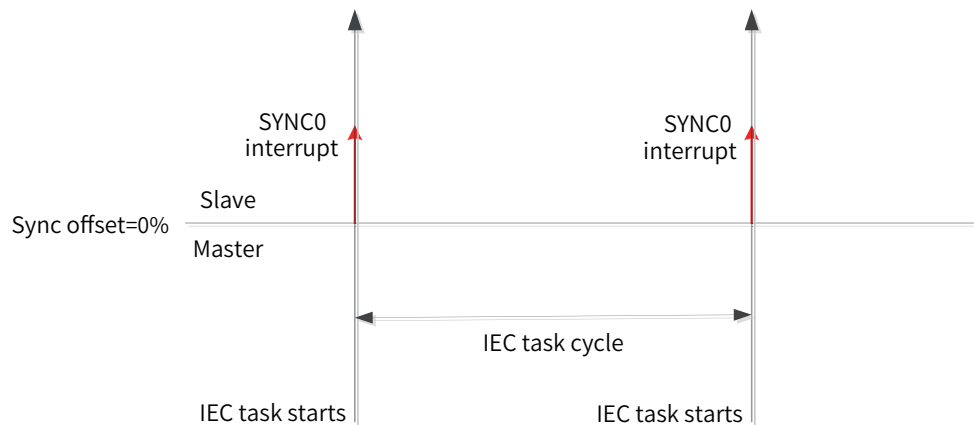 SYNC0
interrupt
SYNC0
interrupt
Slave
Sync offset=0%
Master
IEC task cycle
IEC task starts
IEC task starts